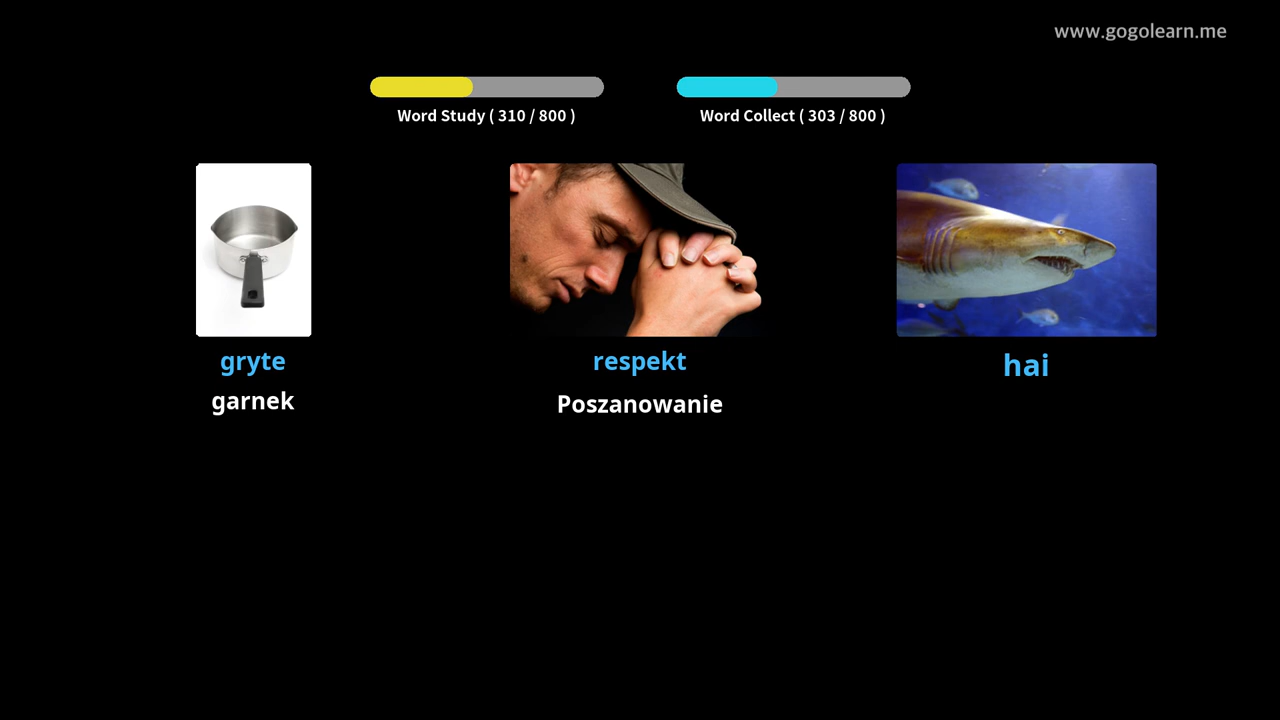 www.gogolearn.me
Word Study ( 310 / 800 )
Word Collect ( 303 / 800 )
gryte
garnek
respekt
Poszanowanie
hai